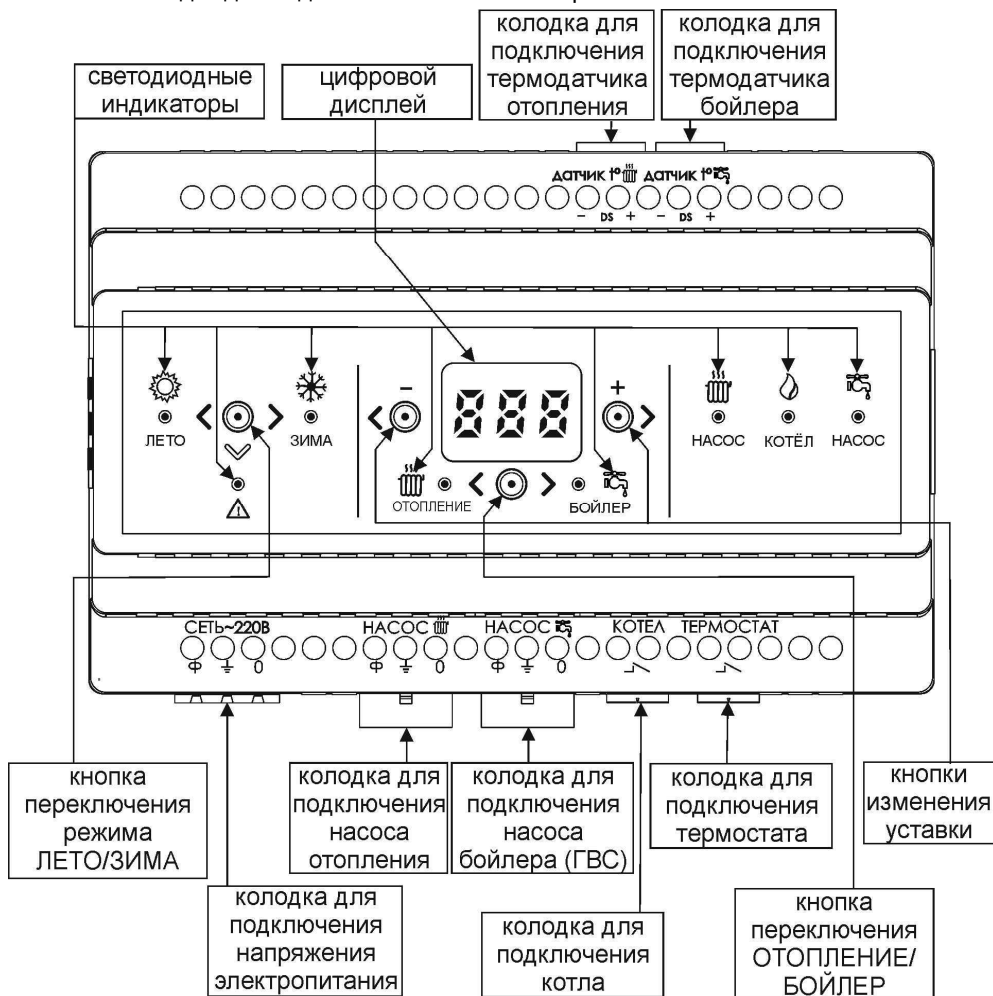 колодка для
подключения
термодатчика
отопления
колодка для
подключения
термодатчика
бойлера
светодиодные
индикаторы
цифровой
дисплей
ДАТЧИК t° ДАТЧИК t°
- DS + - DS +
ЛЕТО
ЗИМА
-
888
+
НАСОС
КОТЁЛ
НАСОС
ОТОПЛЕНИЕ
БОЙЛЕР
СЕТЬ~220В НАСОС НАСОС КОТЕЛ ТЕРМОСТАТ
Ф 0 Ф 0 Ф 0
кнопка
переключения
режима
ЛЕТО/ЗИМА
колодка для
подключения
насоса
отопления
колодка для
подключения
насоса
бойлера (ГВС)
колодка для
подключения
термостата
кнопки
изменения
уставки
колодка для
подключения
напряжения
электропитания
колодка для
подключения
котла
кнопка
переключения
ОТОПЛЕНИЕ/
БОЙЛЕР